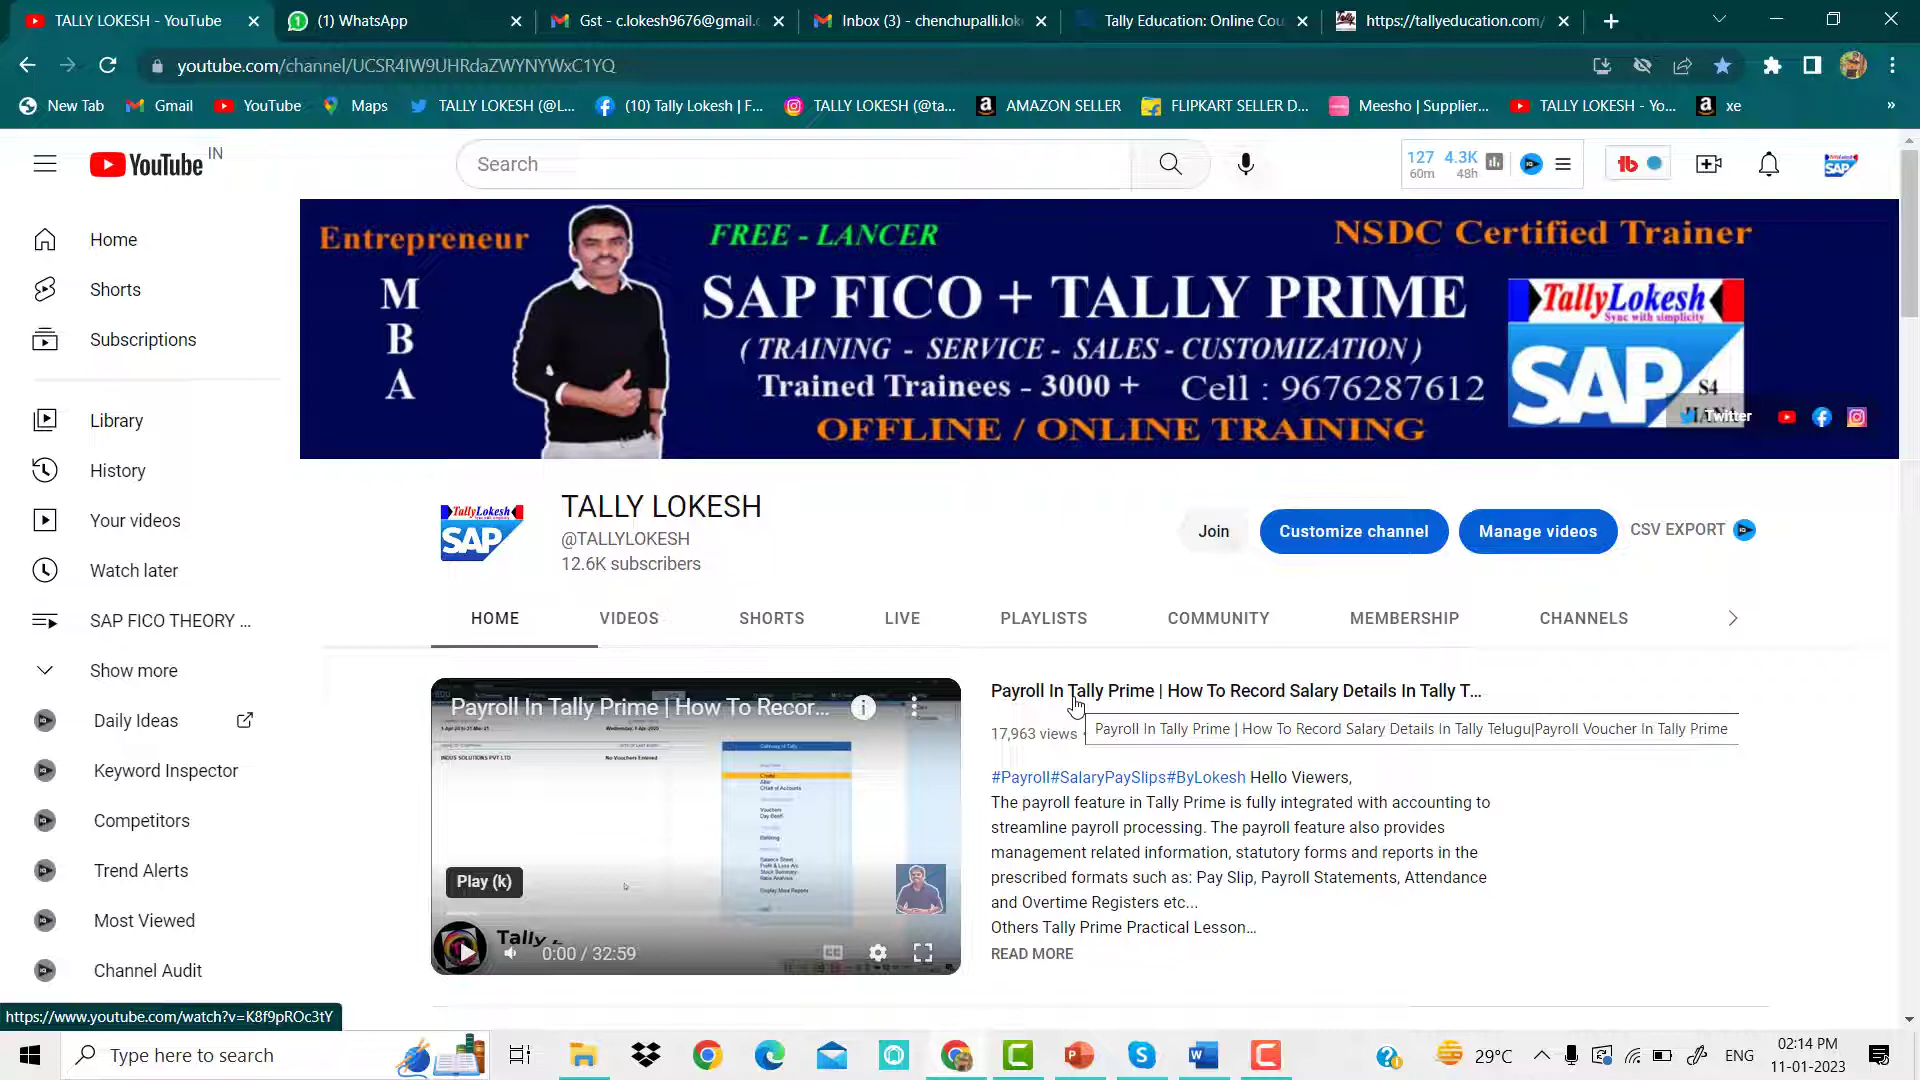 TALLY LOKESH - YouTube
(1) WhatsApp
Gst - c.lokesh9676@gmail.c
Inbox (3) - chenchupalli.lok
Tally Education: Online Cou
https://tallyeducation.com/
youtube.com/channel/UCSR4IW9UHRdaZWYNYWxC1YQ
New Tab
Gmail
YouTube
Maps
TALLY LOKESH (@L...
(10) Tally Lokesh | F...
TALLY LOKESH (@ta...
AMAZON SELLER
FLIPKART SELLER D...
Meesho | Supplier...
TALLY LOKESH - Yo...
xe
YouTube IN
Search
127 4.3K
60m 48h
Home
Shorts
Subscriptions
Library
History
Your videos
Watch later
SAP FICO THEORY ...
Show more
Daily Ideas
Keyword Inspector
Competitors
Trend Alerts
Most Viewed
Channel Audit
Entrepreneur
M
B
A
FREE - LANCER
NSDC Certified Trainer
SAP FICO + TALLY PRIME
( TRAINING - SERVICE - SALES - CUSTOMIZATION )
Trained Trainees - 3000 + Cell : 9676287612
OFFLINE / ONLINE TRAINING
TallyLokesh
Sync with simplicity
SAP
S4
Twitter
TallyLokesh
SAP
TALLY LOKESH
@TALLYLOKESH
12.6K subscribers
Join
Customize channel
Manage videos
CSV EXPORT
HOME
VIDEOS
SHORTS
LIVE
PLAYLISTS
COMMUNITY
MEMBERSHIP
CHANNELS
Payroll In Tally Prime | How To Recor...
INDUS SOLUTIONS PVT LTD
No Vouchers Entered
Play (k)
Tally
0:00 / 32:59
Payroll In Tally Prime | How To Record Salary Details In Tally T...
17,963 views
Payroll In Tally Prime | How To Record Salary Details In Tally Telugu|Payroll Voucher In Tally Prime
#Payroll#SalaryPaySlips#ByLokesh Hello Viewers,
The payroll feature in Tally Prime is fully integrated with accounting to
streamline payroll processing. The payroll feature also provides
management related information, statutory forms and reports in the
prescribed formats such as: Pay Slip, Payroll Statements, Attendance
and Overtime Registers etc...
Others Tally Prime Practical Lesson...
READ MORE
https://www.youtube.com/watch?v=K8f9pROc3tY
Type here to search
29°C
ENG
02:14 PM
11-01-2023